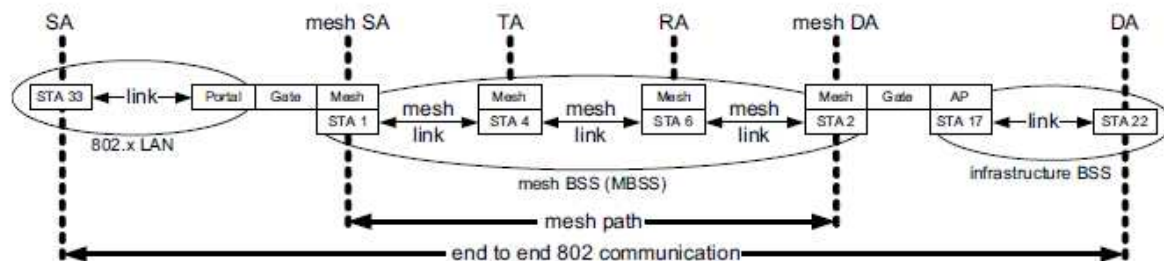 SA mesh SA TA RA mesh DA DA
STA 33 link Portal Gate Mesh Mesh Mesh Mesh Gate AP
STA 1 mesh link STA 4 mesh link STA 6 mesh link STA 2 STA 17 link STA 22
802.x LAN
mesh BSS (MBSS)
infrastructure BSS
mesh path
end to end 802 communication